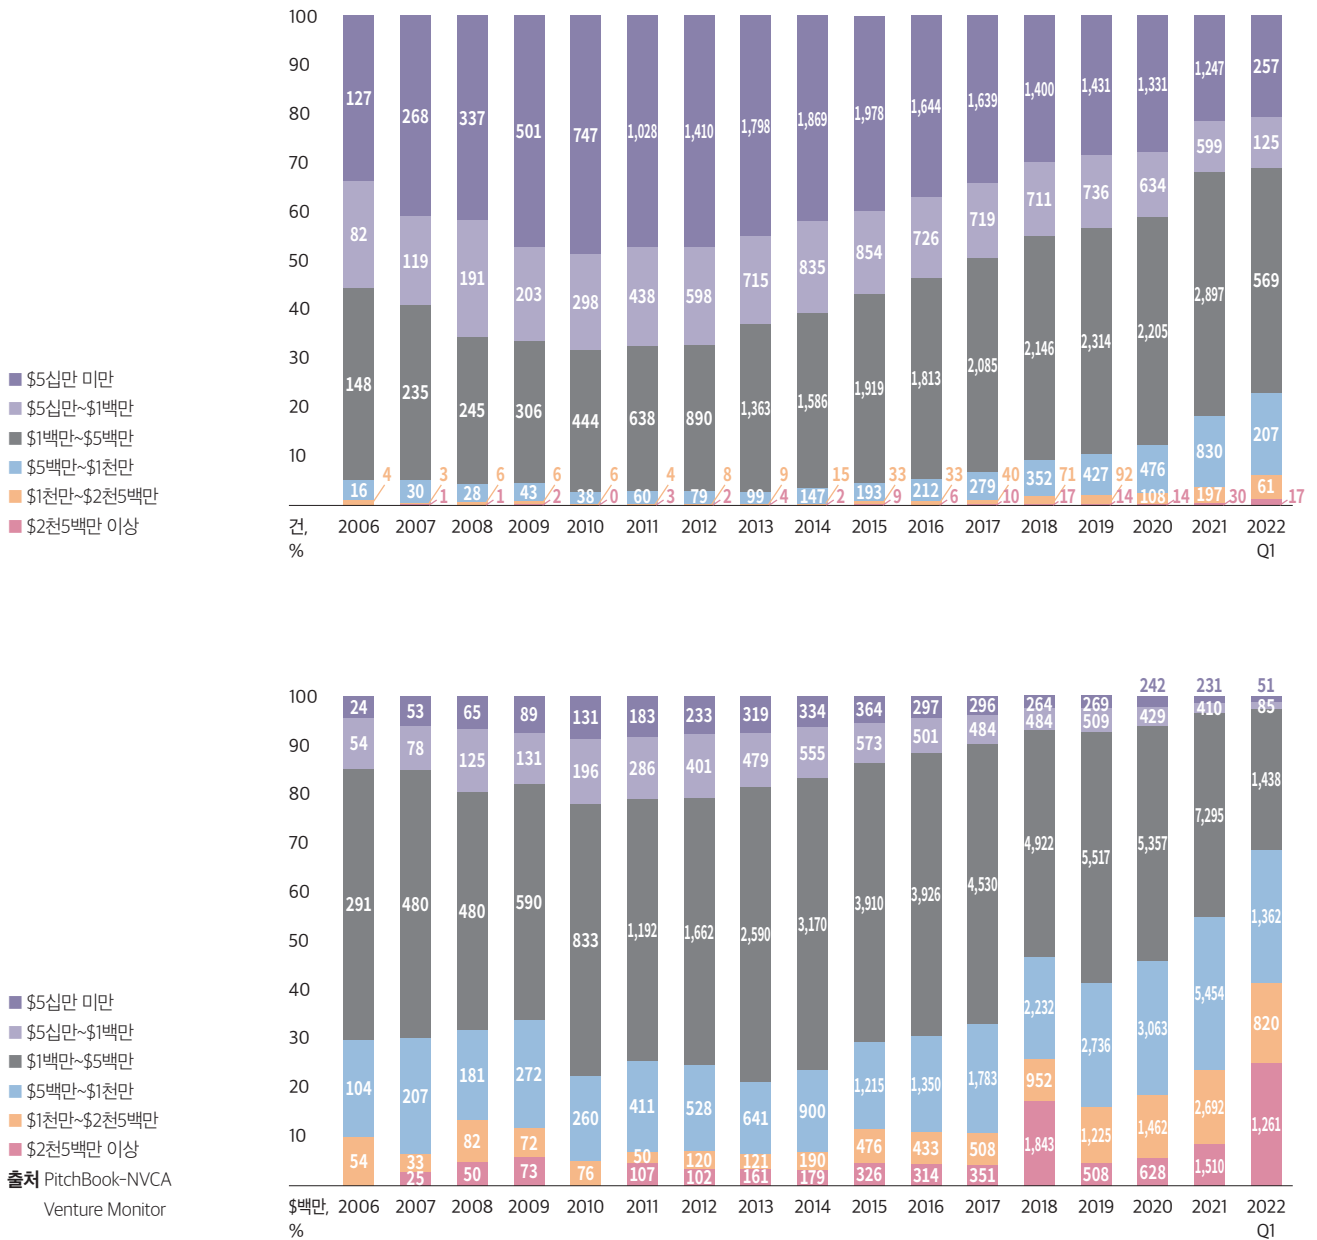 100
90
80
70
60
50
40
30
20
10
건,
%
127 268 337 501 747 1,028 1,410 1,798 1,869 1,978 1,644 1,639 1,400 1,431 1,331 1,247 257
82 119 191 203 298 438 598 715 835 854 726 719 711 736 634 599 125
148 235 245 306 444 638 890 1,363 1,586 1,919 1,813 2,085 2,146 2,314 2,205 2,897 569
16 30 28 43 38 60 79 99 147 193 212 279 352 427 476 830 207
4 3 6 6 6 4 8 9 15 33 33 40 71 92 108 197 61
1 1 2 0 3 2 4 2 9 6 10 17 14 14 30 17
2006 2007 2008 2009 2010 2011 2012 2013 2014 2015 2016 2017 2018 2019 2020 2021 2022
Q1
$5십만 미만
$5십만~$1백만
$1백만~$5백만
$5백만~$1천만
$1천만~$2천5백만
$2천5백만 이상
100
90
80
70
60
50
40
30
20
10
$백만,
%
24 53 65 89 131 183 233 319 334 364 297 296 264 269 242 231 51
54 78 125 131 196 286 401 479 555 573 501 484 484 509 429 410 85
291 480 480 590 833 1,192 1,662 2,590 3,170 3,910 3,926 4,530 4,922 5,517 5,357 7,295 1,438
104 207 181 272 260 411 528 641 900 1,215 1,350 1,783 2,232 2,736 3,063 5,454 1,362
54 33 82 72 76 50 120 121 190 476 433 508 952 1,225 1,462 2,692 820
25 50 73 107 102 161 179 326 314 351 1,843 508 628 1,510 1,261
2006 2007 2008 2009 2010 2011 2012 2013 2014 2015 2016 2017 2018 2019 2020 2021 2022
Q1
$5십만 미만
$5십만~$1백만
$1백만~$5백만
$5백만~$1천만
$1천만~$2천5백만
$2천5백만 이상
출처 PitchBook-NVCA
Venture Monitor